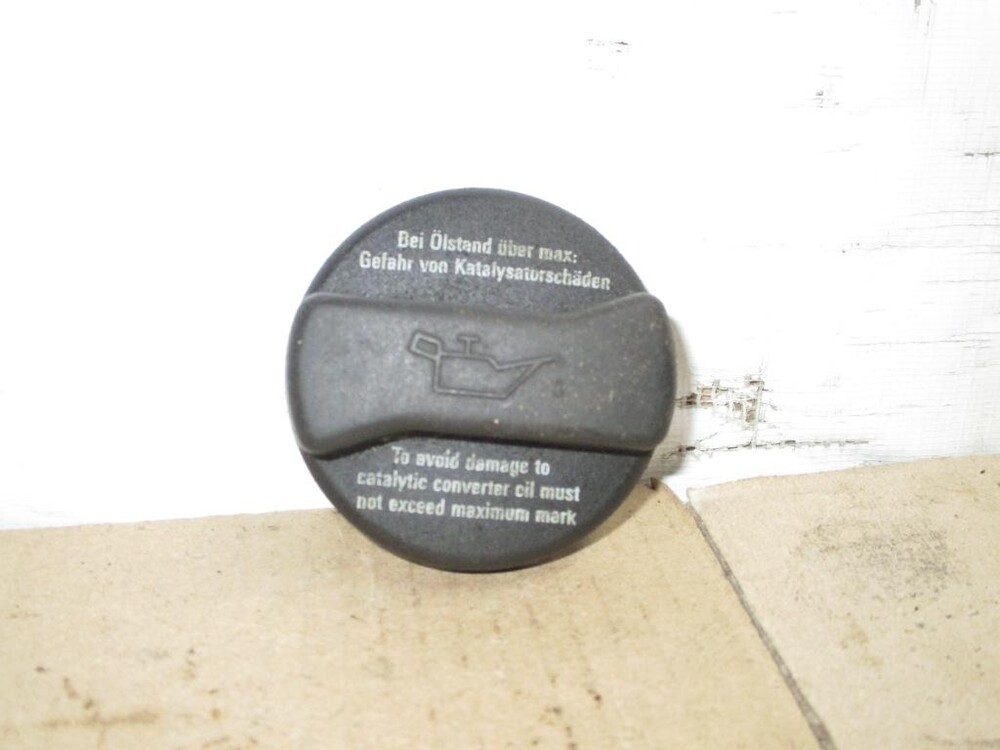 Bei Ölstand über max:
Gefahr von Katalysatorschäden
To avoid damage to
catalytic converter oil must
not exceed maximum mark